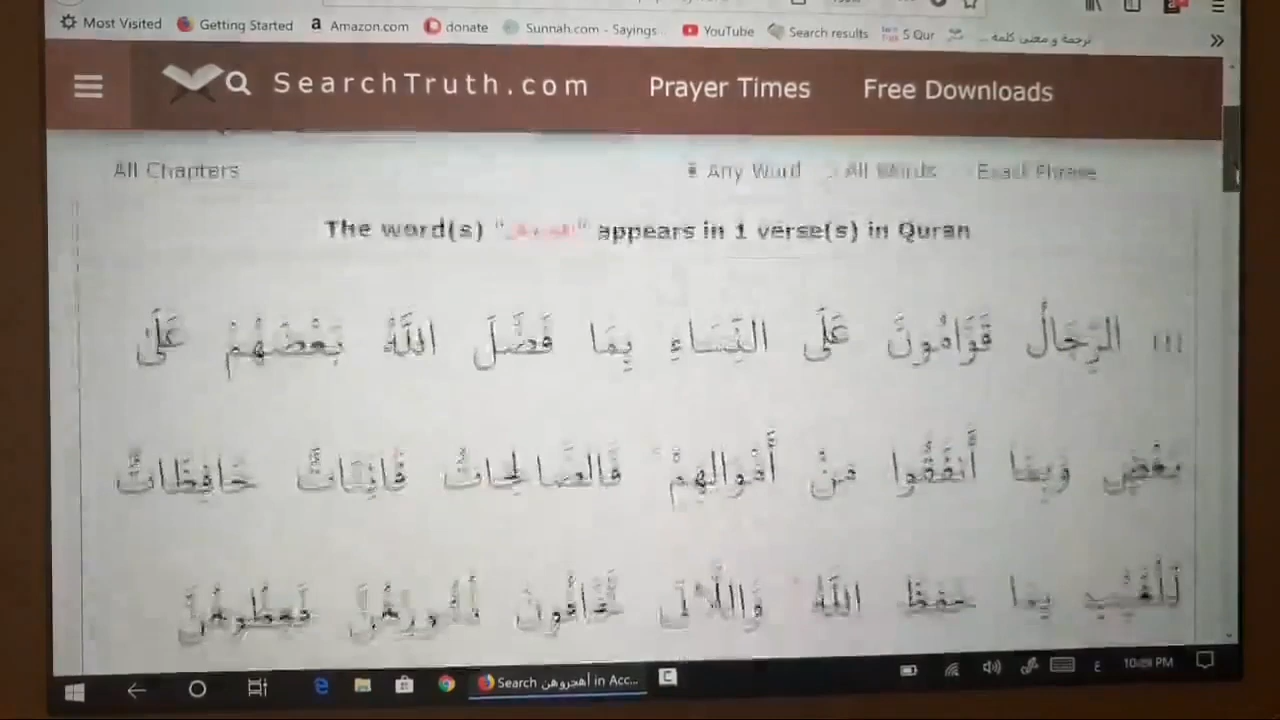 Most Visited Getting Started Amazon.com donate Sunnah.com - Sayings... YouTube Search results S Qur ترجمة و معنى كلمة ...
SearchTruth.com Prayer Times Free Downloads
All Chapters Any Word All Words Exact Phrase
The word(s) " " appears in 1 verse(s) in Quran
الرِّجَالُ قَوَّامُونَ عَلَى النِّسَاءِ بِمَا فَضَّلَ اللَّهُ بَعْضَهُمْ عَلَىٰ
بَعْضٍ وَبِمَا أَنفَقُوا مِنْ أَمْوَالِهِمْ فَالصَّالِحَاتُ قَانِتَاتٌ حَافِظَاتٌ
لِّلْغَيْبِ بِمَا حَفِظَ اللَّهُ وَاللَّاتِي تَخَافُونَ نُشُوزَهُنَّ فَعِظُوهُنَّ
Search اهجروهن in Acc...
ع 10:09 PM